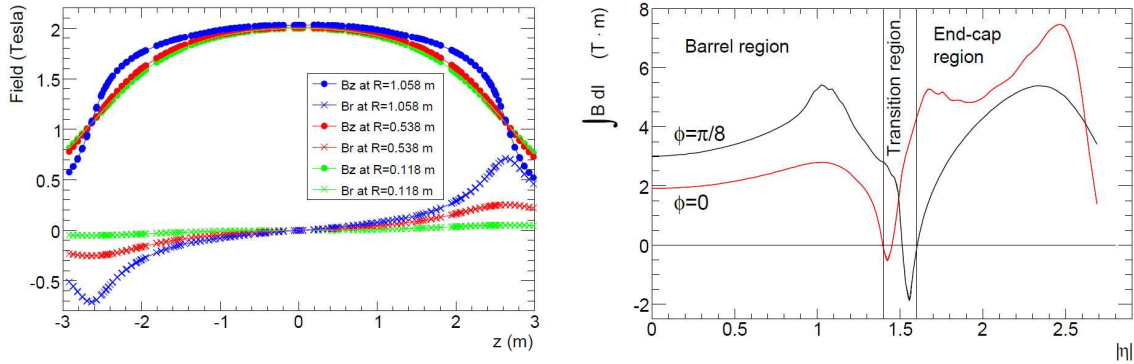 Field (Tesla)
2
1.5
1
0.5
0
-0.5
-3
-2
-1
0
1
2
3
z (m)
Bz at R=1.058 m
Br at R=1.058 m
Bz at R=0.538 m
Br at R=0.538 m
Bz at R=0.118 m
Br at R=0.118 m
∫B dl (T · m)
8
6
4
2
0
-2
0
0.5
1
1.5
2
2.5
|η|
Barrel region
Transition region
End-cap
region
ϕ=π/8
ϕ=0